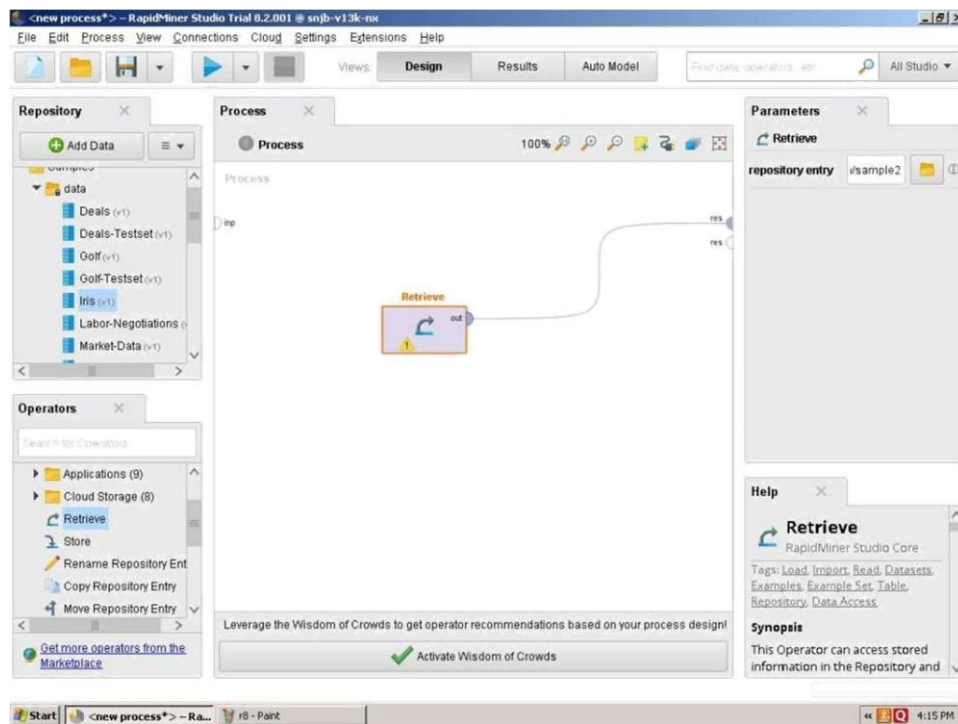 <new process*> – RapidMiner Studio Trial 8.2.001 @ snjb-v13k-nx
File Edit Process View Connections Cloud Settings Extensions Help
Views: Design Results Auto Model Find data, operators...etc All Studio
Repository
Add Data
Samples
data
Deals (v1)
Deals-Testset (v1)
Golf (v1)
Golf-Testset (v1)
Iris (v1)
Labor-Negotiations
Market-Data (v1)
Operators
Search for Operators
Applications (9)
Cloud Storage (8)
Retrieve
Store
Rename Repository Ent
Copy Repository Entry
Move Repository Entry
Get more operators from the
Marketplace
Process
Process
100%
Process
inp
res
res
Retrieve
out
Leverage the Wisdom of Crowds to get operator recommendations based on your process design!
Activate Wisdom of Crowds
Parameters
Retrieve
repository entry
/sample2
Help
Retrieve
RapidMiner Studio Core
Tags: Load, Import, Read, Datasets,
Examples, Example Set, Table,
Repository, Data Access
Synopsis
This Operator can access stored
information in the Repository and
Start <new process*> – Ra... r8 - Paint 4:15 PM